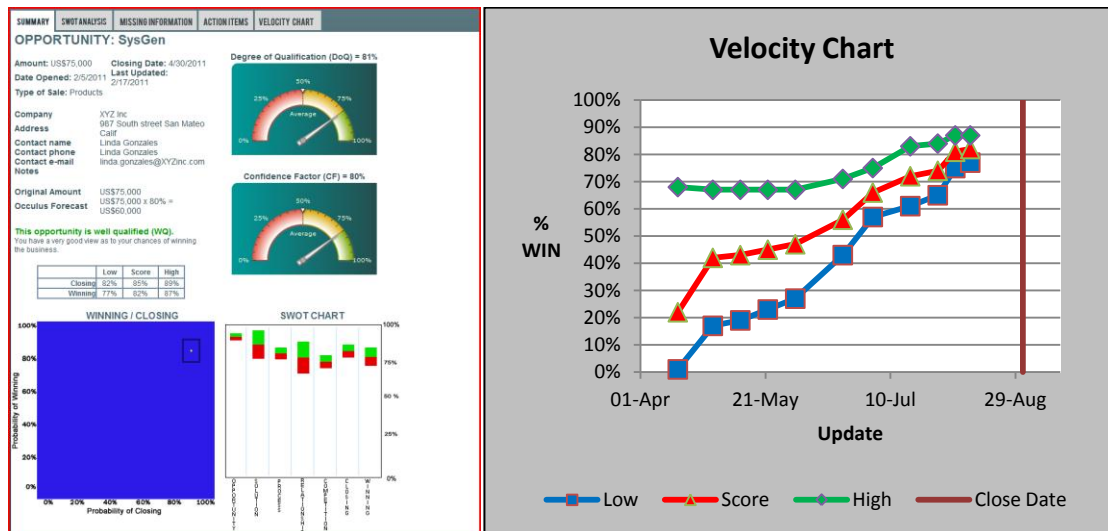 SUMMARY SWOT ANALYSIS MISSING INFORMATION ACTION ITEMS VELOCITY CHART
OPPORTUNITY: SysGen
Amount: US$75,000 Closing Date: 4/30/2011
Date Opened: 2/5/2011 Last Updated: 2/17/2011
Type of Sale: Products
Company XYZ Inc
Address 967 South street San Mateo
Calif
Contact name Linda Gonzales
Contact phone Linda Gonzales
Contact e-mail linda.gonzales@XYZinc.com
Notes
Original Amount US$75,000
Occulus Forecast US$75,000 x 80% =
US$60,000
This opportunity is well qualified (WQ).
You have a very good view as to your chances of winning
the business.
Low Score High
Closing 82% 85% 89%
Winning 77% 82% 87%
Degree of Qualification (DoQ) = 81%
50%
25% 75%
Average
0% 100%
Confidence Factor (CF) = 80%
50%
25% 75%
Average
0% 100%
WINNING / CLOSING
100%
80%
60%
40%
20%
0%
Probability of Winning
0% 20% 40% 60% 80% 100%
Probability of Closing
SWOT CHART
100%
75%
50%
25%
0%
OPPORTUNITY
SOLUTION
PROCESS
RELATIONSHI
COMPETITION
CLOSING
WINNING
Velocity Chart
100%
90%
80%
70%
60%
50%
40%
30%
20%
10%
0%
%
WIN
01-Apr 21-May 10-Jul 29-Aug
Update
Low Score High Close Date